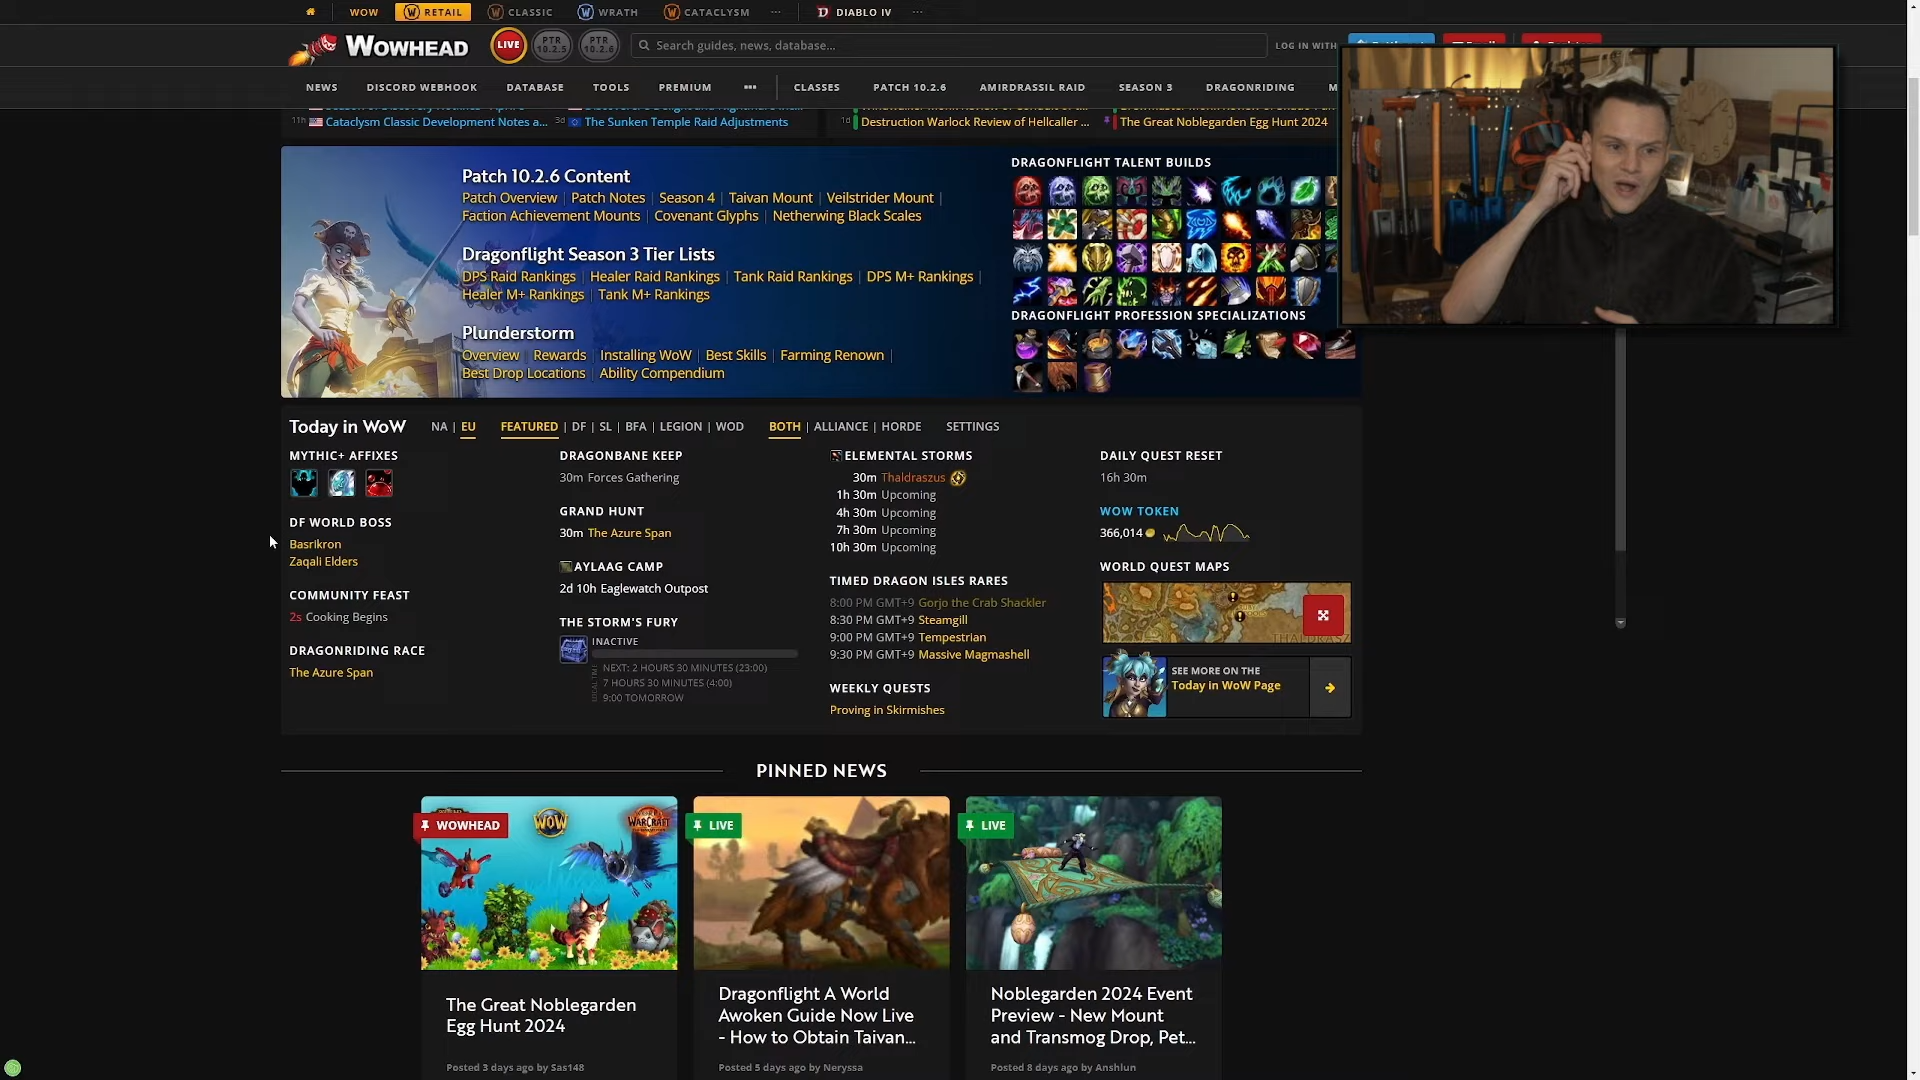 WOW
RETAIL
CLASSIC
WRATH
CATACLYSM
DIABLO IV
WOWHEAD
LIVE
PTR 10.2.5
PTR 10.2.6
Search guides, news, database...
LOG IN WITH
NEWS
DISCORD WEBHOOK
DATABASE
TOOLS
PREMIUM
CLASSES
PATCH 10.2.6
AMIRDRASSIL RAID
SEASON 3
DRAGONRIDING
M
11h Cataclysm Classic Development Notes a...
3d The Sunken Temple Raid Adjustments
1d Destruction Warlock Review of Hellcaller ...
The Great Noblegarden Egg Hunt 2024
Patch 10.2.6 Content
Patch Overview | Patch Notes | Season 4 | Taivan Mount | Veilstrider Mount |
Faction Achievement Mounts | Covenant Glyphs | Netherwing Black Scales
Dragonflight Season 3 Tier Lists
DPS Raid Rankings | Healer Raid Rankings | Tank Raid Rankings | DPS M+ Rankings |
Healer M+ Rankings | Tank M+ Rankings
Plunderstorm
Overview | Rewards | Installing WoW | Best Skills | Farming Renown |
Best Drop Locations | Ability Compendium
DRAGONFLIGHT TALENT BUILDS
DRAGONFLIGHT PROFESSION SPECIALIZATIONS
Today in WoW
NA | EU
FEATURED | DF | SL | BFA | LEGION | WOD
BOTH | ALLIANCE | HORDE
SETTINGS
MYTHIC+ AFFIXES
DF WORLD BOSS
Basrikron
Zaqali Elders
COMMUNITY FEAST
2s Cooking Begins
DRAGONRIDING RACE
The Azure Span
DRAGONBANE KEEP
30m Forces Gathering
GRAND HUNT
30m The Azure Span
AYLAAG CAMP
2d 10h Eaglewatch Outpost
THE STORM'S FURY
INACTIVE
LOCAL TIME
NEXT: 2 HOURS 30 MINUTES (23:00)
7 HOURS 30 MINUTES (4:00)
9:00 TOMORROW
ELEMENTAL STORMS
30m Thaldraszus
1h 30m Upcoming
4h 30m Upcoming
7h 30m Upcoming
10h 30m Upcoming
TIMED DRAGON ISLES RARES
8:00 PM GMT+9 Gorjo the Crab Shackler
8:30 PM GMT+9 Steamgill
9:00 PM GMT+9 Tempestrian
9:30 PM GMT+9 Massive Magmashell
WEEKLY QUESTS
Proving in Skirmishes
DAILY QUEST RESET
16h 30m
WOW TOKEN
366,014
WORLD QUEST MAPS
SEE MORE ON THE
Today in WoW Page
PINNED NEWS
WOWHEAD
WOW
WARCRAFT
The Great Noblegarden
Egg Hunt 2024
Posted 3 days ago by Sas148
LIVE
Dragonflight A World
Awoken Guide Now Live
- How to Obtain Taivan...
Posted 5 days ago by Neryssa
LIVE
Noblegarden 2024 Event
Preview - New Mount
and Transmog Drop, Pet...
Posted 8 days ago by Anshlun